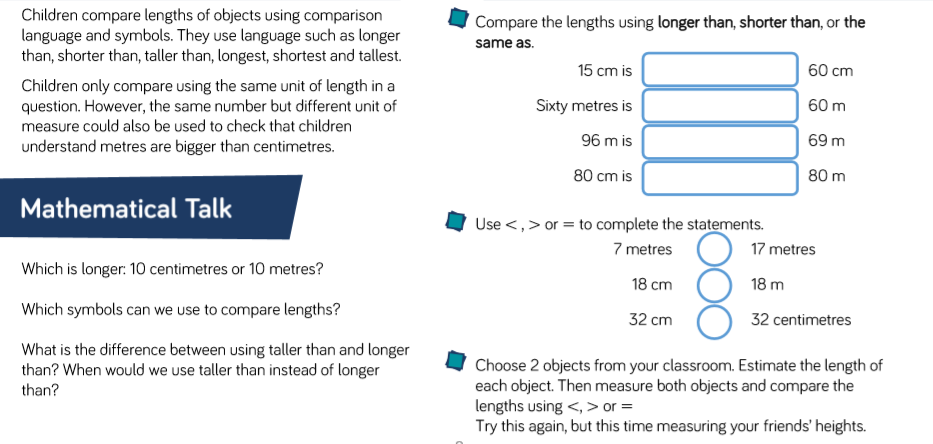 Children compare lengths of objects using comparison
language and symbols. They use language such as longer
than, shorter than, taller than, longest, shortest and tallest.
Children only compare using the same unit of length in a
question. However, the same number but different unit of
measure could also be used to check that children
understand metres are bigger than centimetres.
Mathematical Talk
Which is longer: 10 centimetres or 10 metres?
Which symbols can we use to compare lengths?
What is the difference between using taller than and longer
than? When would we use taller than instead of longer
than?
Compare the lengths using longer than, shorter than, or the
same as.
15 cm is 60 cm
Sixty metres is 60 m
96 m is 69 m
80 cm is 80 m
Use <, > or = to complete the statements.
7 metres 17 metres
18 cm 18 m
32 cm 32 centimetres
Choose 2 objects from your classroom. Estimate the length of
each object. Then measure both objects and compare the
lengths using <, > or =
Try this again, but this time measuring your friends' heights.